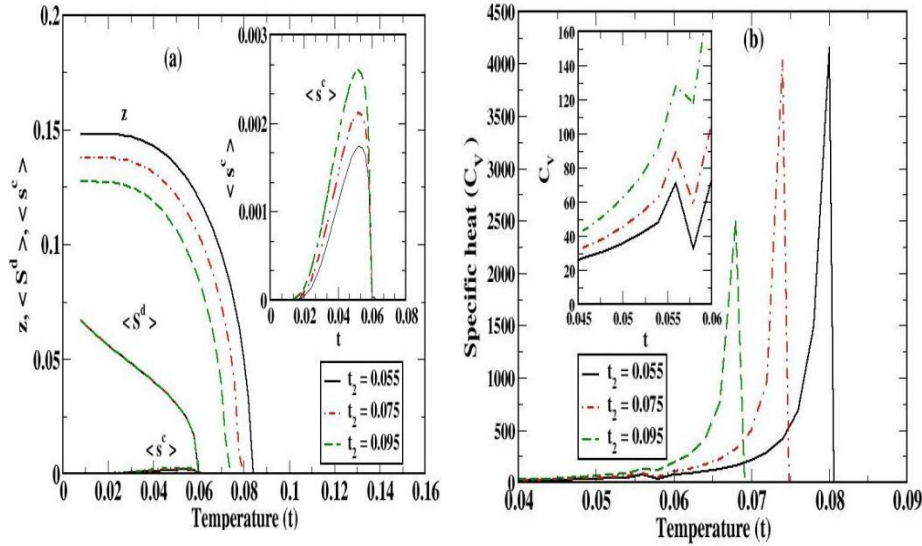 0.2
0.15
0.1
0.05
0
z, < S^d >, < s^c >
(a)
z
< S^d >
< s^c >
0 0.02 0.04 0.06 0.08 0.1 0.12 0.14 0.16
Temperature (t)
0.003
0.002
0.001
0
< s^c >
< s^c >
0 0.02 0.04 0.06 0.08
t
t_2 = 0.055
t_2 = 0.075
t_2 = 0.095
4500
4000
3500
3000
2500
2000
1500
1000
500
0
Specific heat (C_v)
(b)
160
140
120
100
80
60
40
20
0
C_v
0.045 0.05 0.055 0.06
t
t_2 = 0.055
t_2 = 0.075
t_2 = 0.095
0.04 0.05 0.06 0.07 0.08 0.09
Temperature (t)